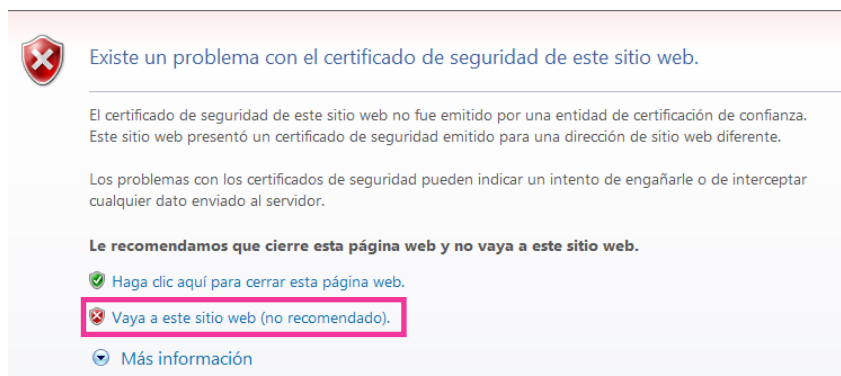 Existe un problema con el certificado de seguridad de este sitio web.
El certificado de seguridad de este sitio web no fue emitido por una entidad de certificación de confianza.
Este sitio web presentó un certificado de seguridad emitido para una dirección de sitio web diferente.
Los problemas con los certificados de seguridad pueden indicar un intento de engañarle o de interceptar
cualquier dato enviado al servidor.
Le recomendamos que cierre esta página web y no vaya a este sitio web.
Haga clic aquí para cerrar esta página web.
Vaya a este sitio web (no recomendado).
Más información